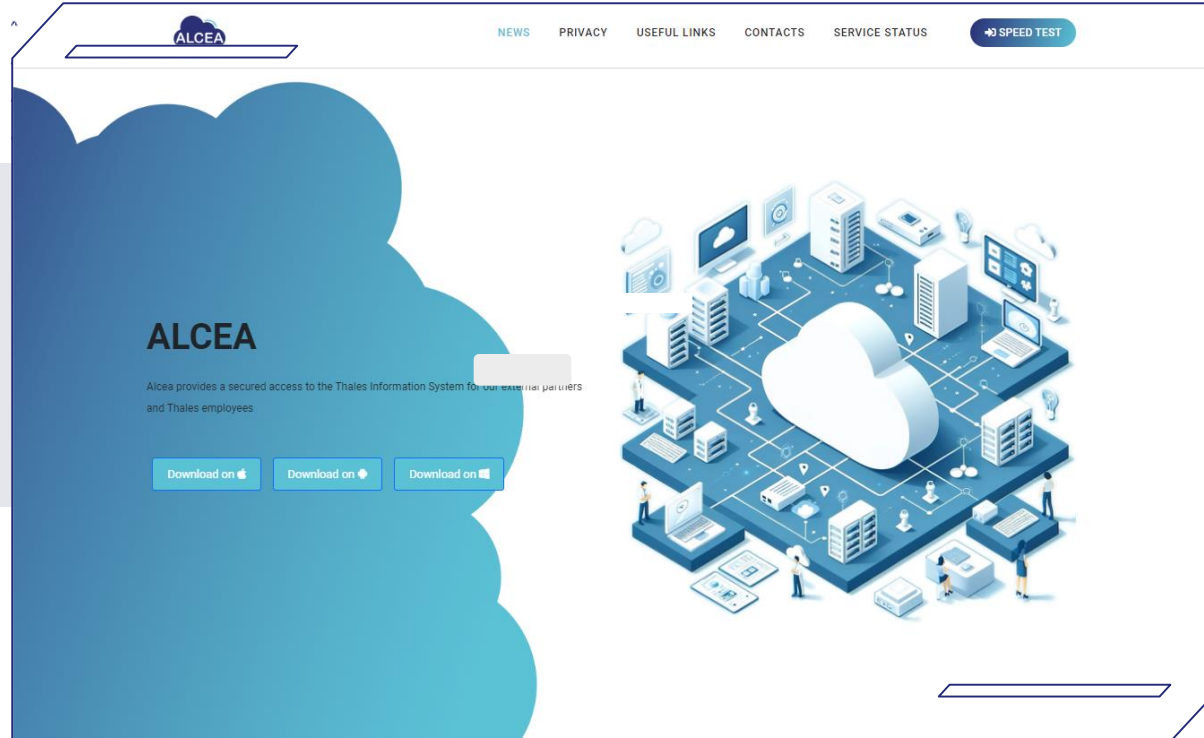 ALCEA
NEWS PRIVACY USEFUL LINKS CONTACTS SERVICE STATUS SPEED TEST
ALCEA
Alcea provides a secured access to the Thales Information System for our external partners
and Thales employees
Download on Download on Download on